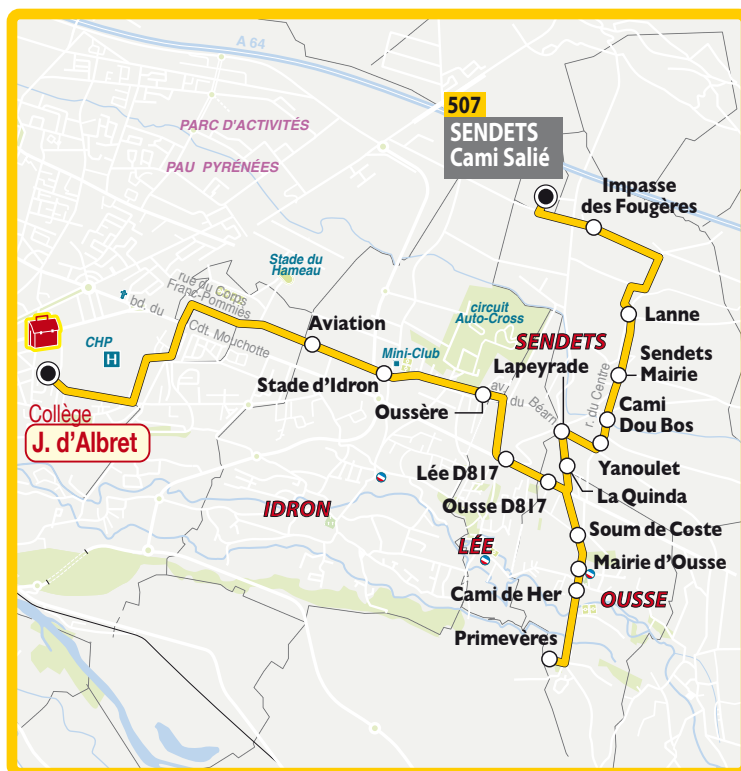 A 64
PARC D'ACTIVITÉS
PAU PYRÉNÉES
507
SENDETS
Cami Salié
Impasse
des Fougères
Stade du
Hameau
rue du Corps
Franc-Pommiès
bd. du
Cdt. Mouchotte
circuit
Auto-Cross
Lanne
Aviation
CHP
H
Mini-Club
SENDETS
Lapeyrade
Sendets
Mairie
Stade d'Idron
Oussère
av. du Béarn
r. du Centre
Cami
Dou Bos
Collège
J. d'Albret
Lée D817
Yanoulet
La Quinda
Ousse D817
IDRON
Soum de Coste
LÉE
Mairie d'Ousse
Cami de Her
OUSSE
Primevères